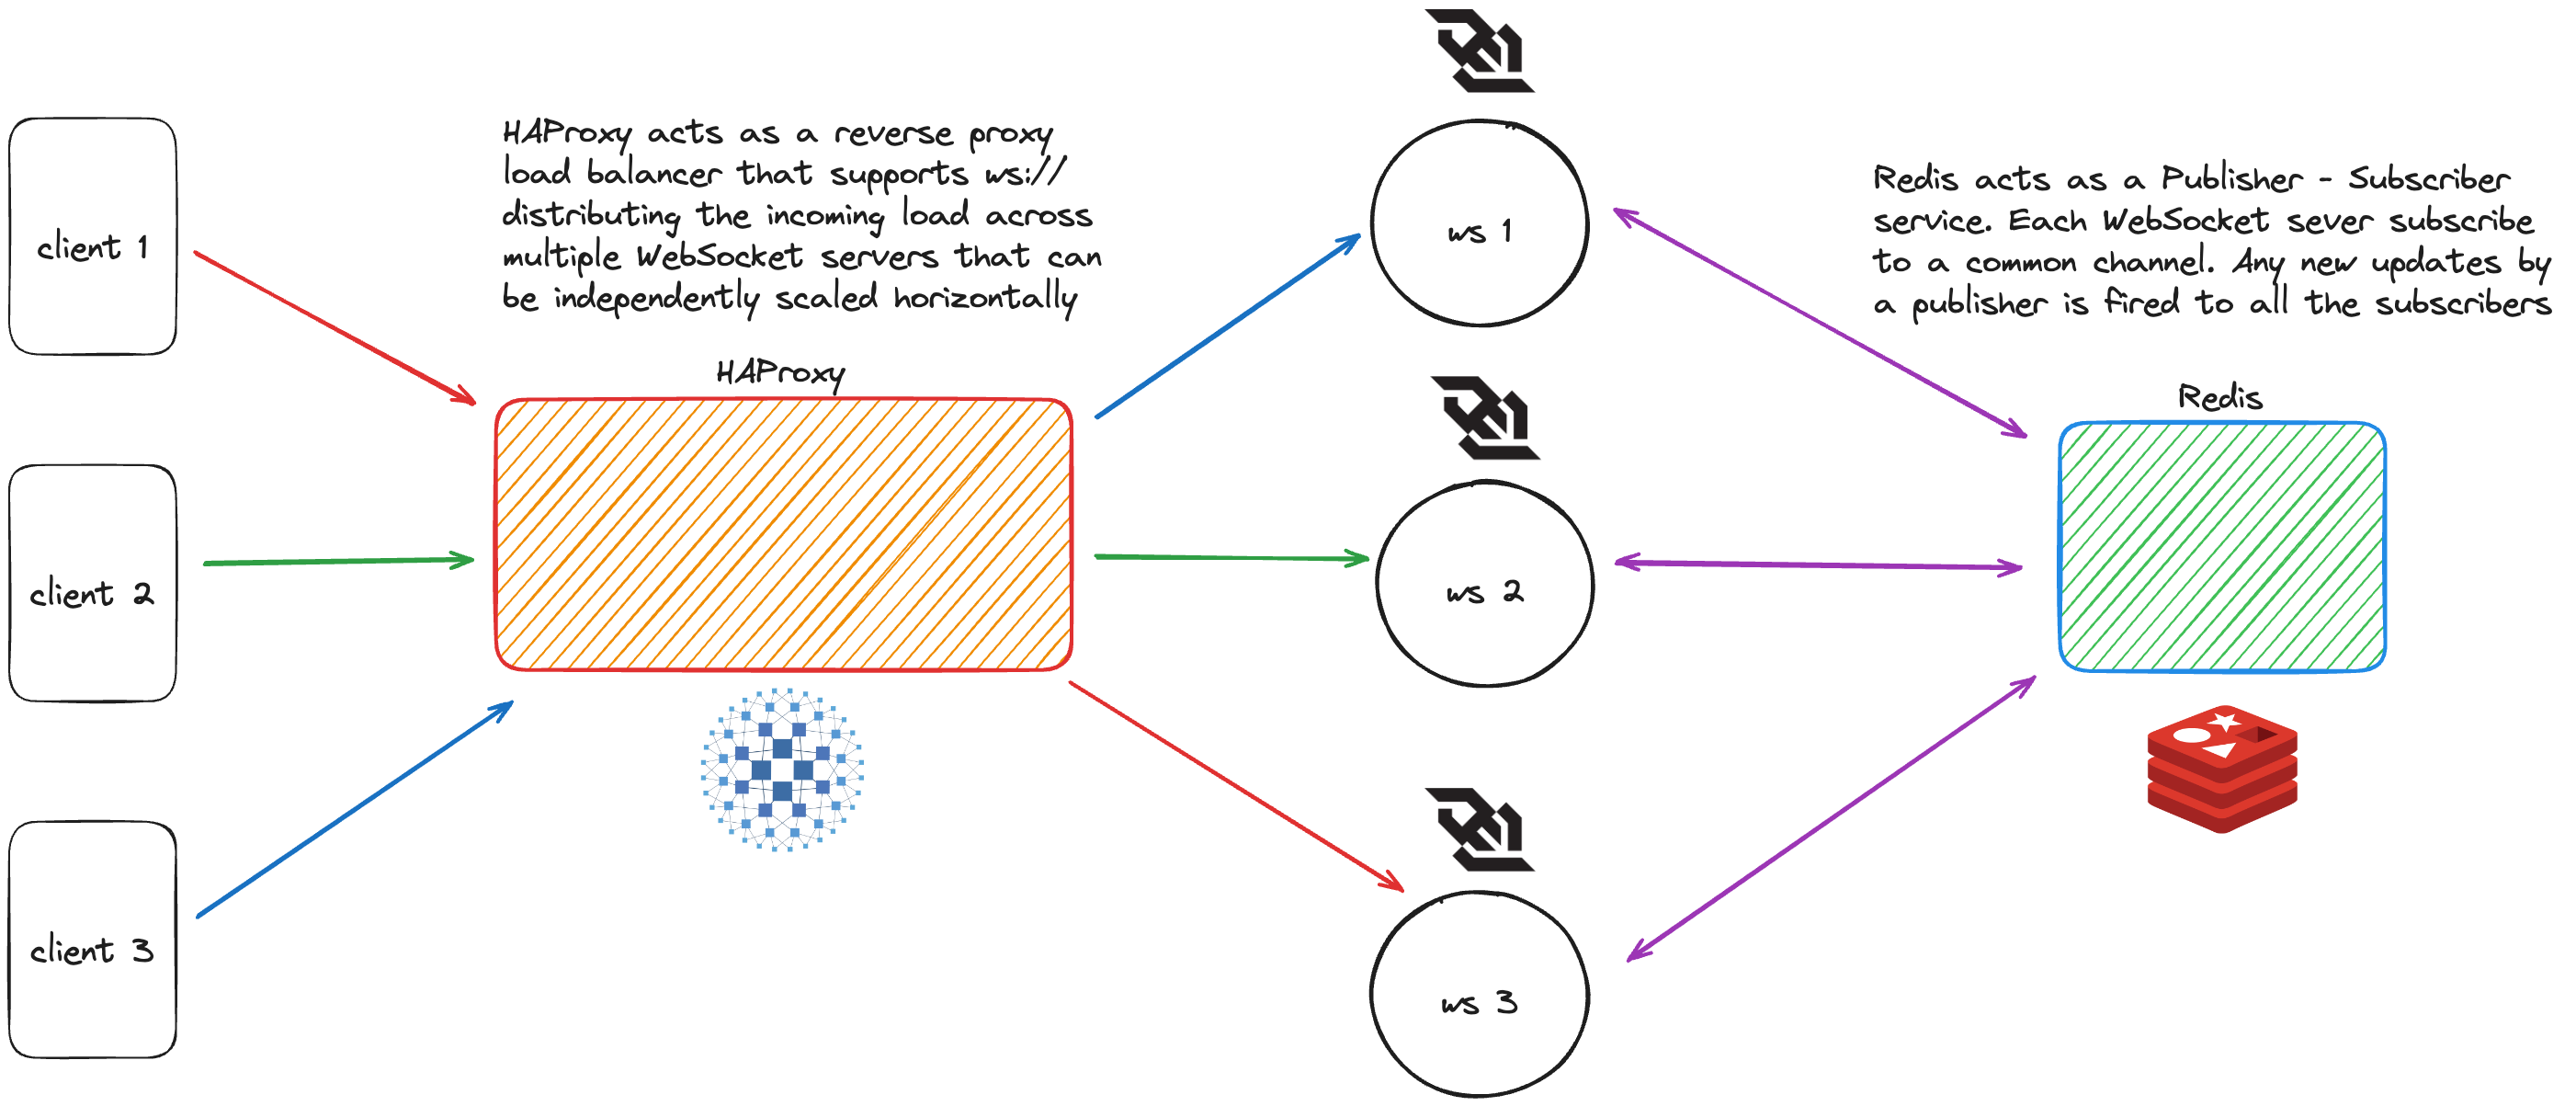 client 1
client 2
client 3
HAProxy acts as a reverse proxy
load balancer that supports ws://
distributing the incoming load across
multiple WebSocket servers that can
be independently scaled horizontally
HAProxy
ws 1
ws 2
ws 3
Redis acts as a Publisher - Subscriber
service. Each WebSocket sever subscribe
to a common channel. Any new updates by
a publisher is fired to all the subscribers
Redis